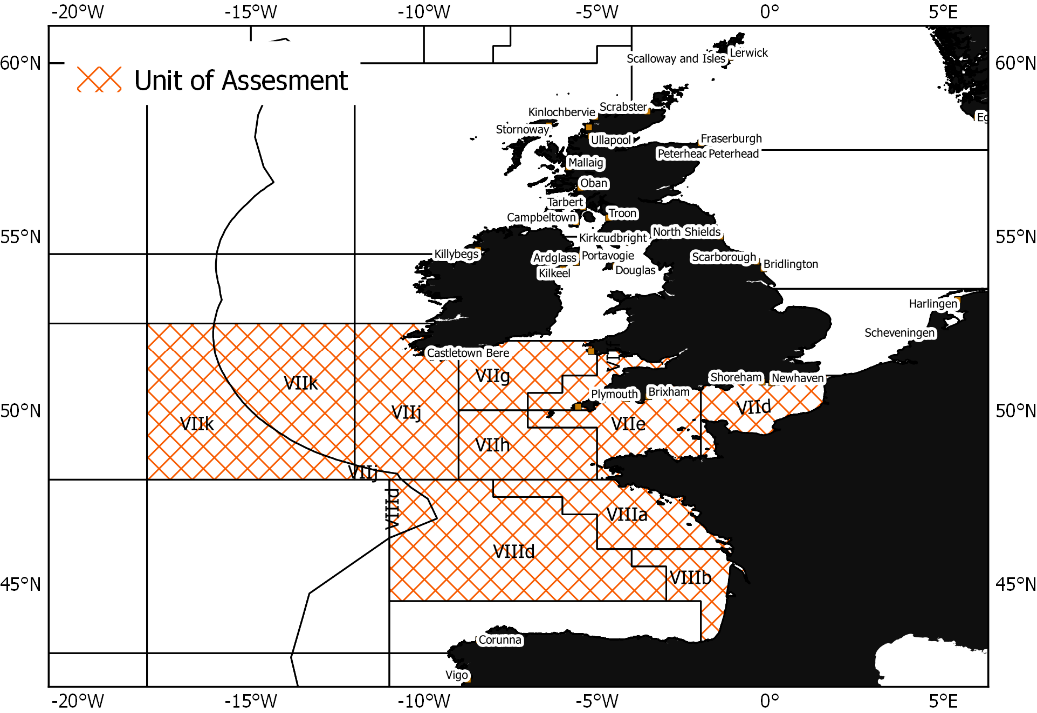 -20°W -15°W -10°W -5°W 0° 5°E
Lerwick
Scalloway and Isles
60°N 60°N
Unit of Assesment
Scrabster
Kinlochbervie
Stornoway
Ullapool
Fraserburgh
Peterhead
Mallaig
Oban
Tarbert
Campbeltown Troon
55°N Kirkcudbright North Shields 55°N
Killybegs Ardglass Portavogie Scarborough
Kilkeel Douglas Bridlington
Harlingen
Scheveningen
Castletown Bere
VIIf
VIIg
Shoreham Newhaven
VIIk Plymouth Brixham
50°N VIIk VIIj VIIe VIId 50°N
VIIh
VIIj
VIIId
VIIIa
VIIId
VIIIb
45°N 45°N
Corunna
Vigo
-20°W -15°W -10°W -5°W 0° 5°E